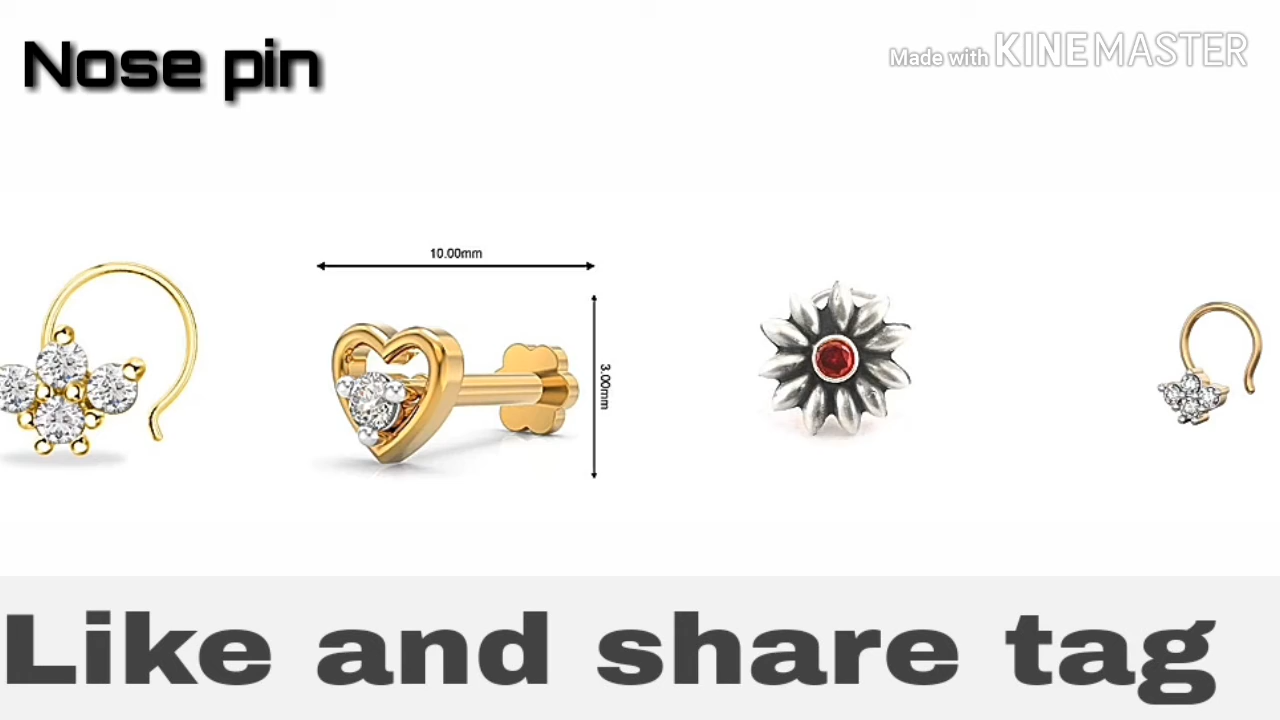 Nose pin
Made with KINEMASTER
10.00mm
3.00mm
Like and share tag